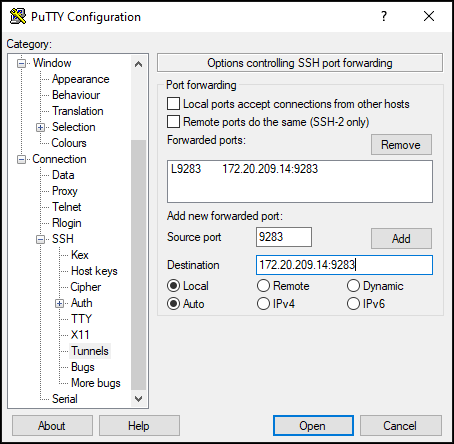 PuTTY Configuration
?
Category:
Window
Appearance
Behaviour
Translation
Selection
Colours
Connection
Data
Proxy
Telnet
Rlogin
SSH
Kex
Host keys
Cipher
Auth
TTY
X11
Tunnels
Bugs
More bugs
Serial
Options controlling SSH port forwarding
Port forwarding
Local ports accept connections from other hosts
Remote ports do the same (SSH-2 only)
Forwarded ports:
Remove
L9283 172.20.209.14:9283
Add new forwarded port:
Source port 9283 Add
Destination 172.20.209.14:9283
Local Remote Dynamic
Auto IPv4 IPv6
About Help Open Cancel